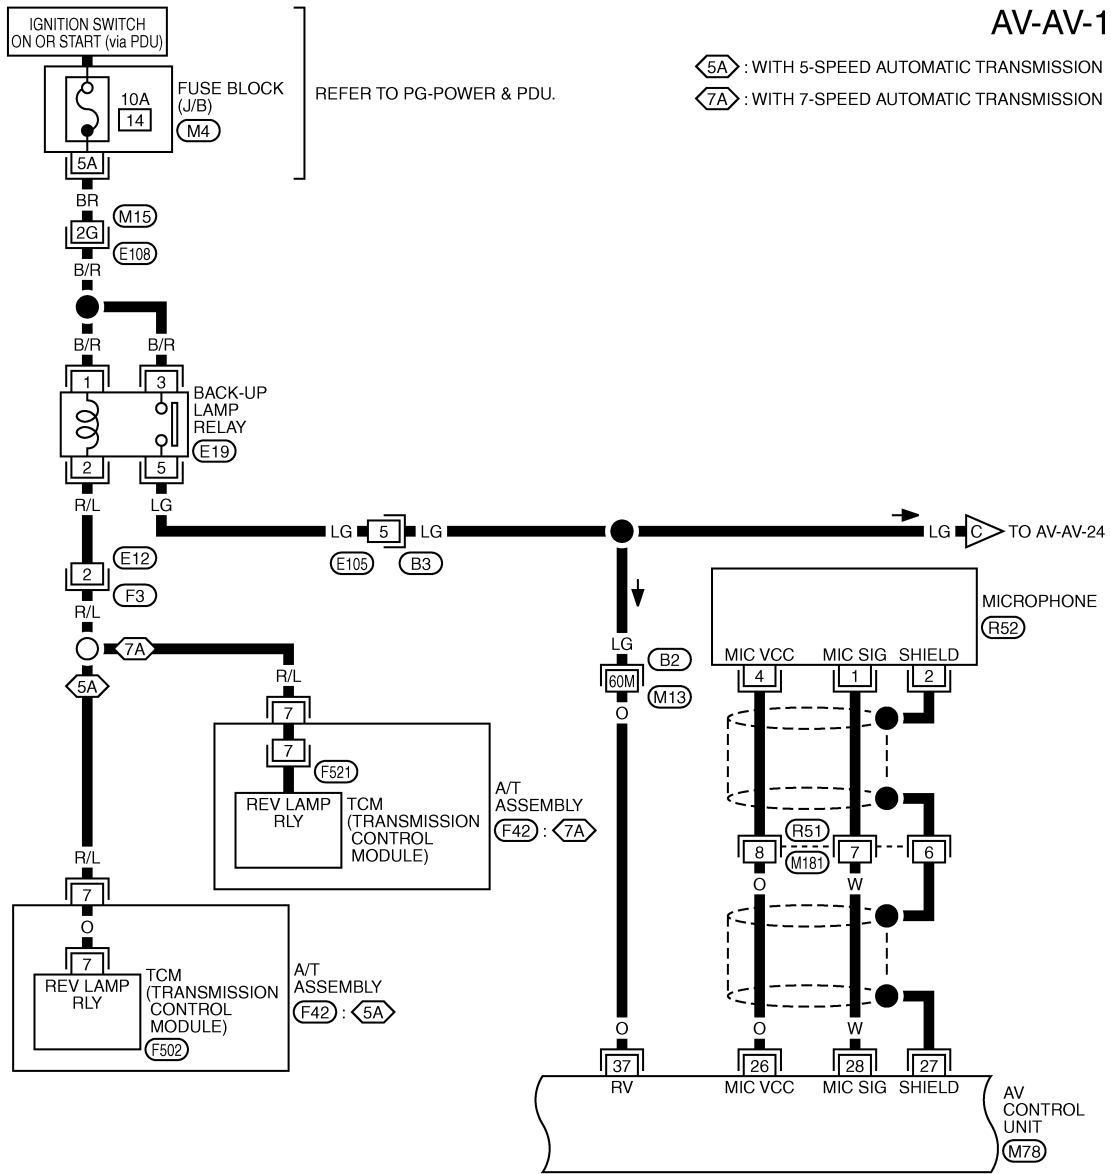 AV-AV-1
IGNITION SWITCH
ON OR START (via PDU)
5A : WITH 5-SPEED AUTOMATIC TRANSMISSION
7A : WITH 7-SPEED AUTOMATIC TRANSMISSION
10A
14
FUSE BLOCK
(J/B)
M4
REFER TO PG-POWER & PDU.
5A
BR
M15
2G
E108
B/R
B/R
B/R
1
3
BACK-UP
LAMP
RELAY
E19
2
5
R/L
LG
LG
5
LG
LG
C
TO AV-AV-24
E105
B3
E12
2
F3
R/L
7A
5A
R/L
7
7
F521
REV LAMP
RLY
TCM
(TRANSMISSION
CONTROL
MODULE)
A/T
ASSEMBLY
F42 : 7A
R/L
7
O
7
REV LAMP
RLY
TCM
(TRANSMISSION
CONTROL
MODULE)
F502
A/T
ASSEMBLY
F42 : 5A
LG
B2
60M
M13
O
O
37
RV
MICROPHONE
R52
MIC VCC
MIC SIG
SHIELD
4
1
2
R51
8
M181
7
6
O
W
O
W
26
28
27
MIC VCC
MIC SIG
SHIELD
AV
CONTROL
UNIT
M78